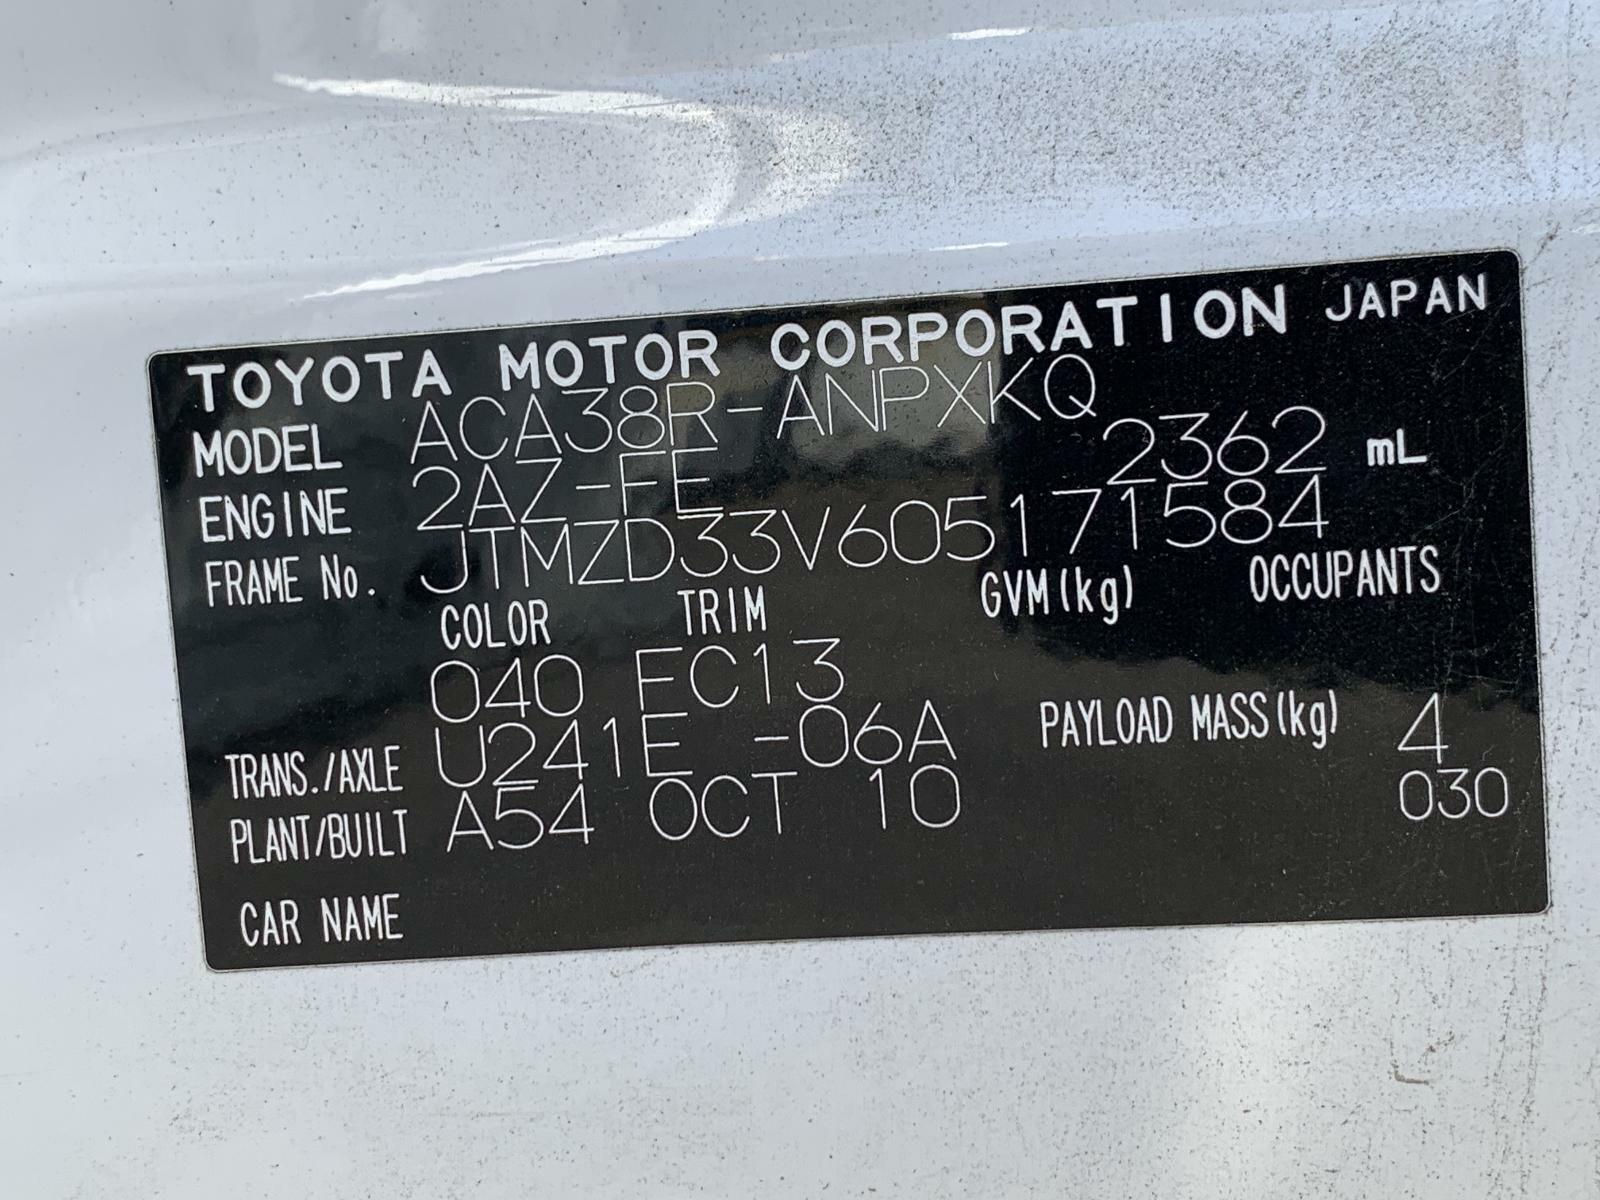 TOYOTA MOTOR CORPORATION JAPAN
MODEL ACA38R-ANPXKQ
ENGINE 2AZ-FE 2362 mL
FRAME No. JTMZD33V605171584
COLOR TRIM GVM(kg) OCCUPANTS
040 FC13
TRANS./AXLE U241E -06A PAYLOAD MASS(kg) 4
PLANT/BUILT A54 OCT 10 030
CAR NAME